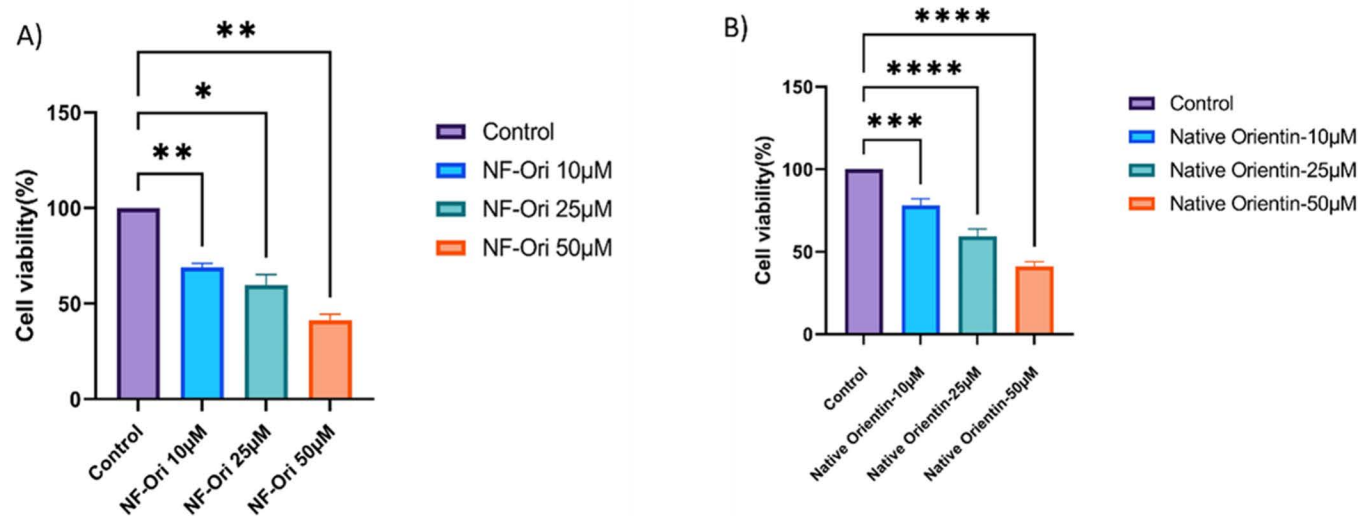 A)
**
*
**
150
100
50
0
Cell viability(%)
Control
NF-Ori 10µM
NF-Ori 25µM
NF-Ori 50µM
Control
NF-Ori 10µM
NF-Ori 25µM
NF-Ori 50µM
B)
****
****
***
150
100
50
0
Cell viability(%)
Control
Native Orientin-10µM
Native Orientin-25µM
Native Orientin-50µM
Control
Native Orientin-10µM
Native Orientin-25µM
Native Orientin-50µM